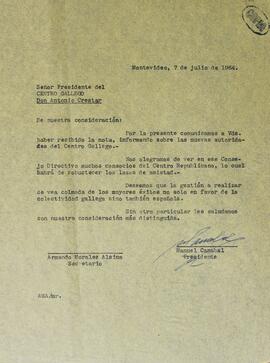 Montevideo, 7 de julio de 1964.
Señor Presidente del
CENTRO GALLEGO
Don Antonio Crestar
De nuestra consideración:
Por la presente comunicamos a Vds.
haber recibido la nota, informando sobre las nuevas autorida-
des del Centro Gallego.-
Nos alegramos de ver en ese Conse-
jo Directivo muchos consocios del Centro Republicano, lo cual
habrá de robustecer los lazos de amistad.
Deseamos que la gestión a realizar
se vea colmada de los mayores éxitos no solo en favor de la
colectividad gallega sino también española.
Sin otro particular les saludamos
con nuestra consideración más distinguida.
Armando Morales Alsina
Secretario
Manuel Canabal
Presidente